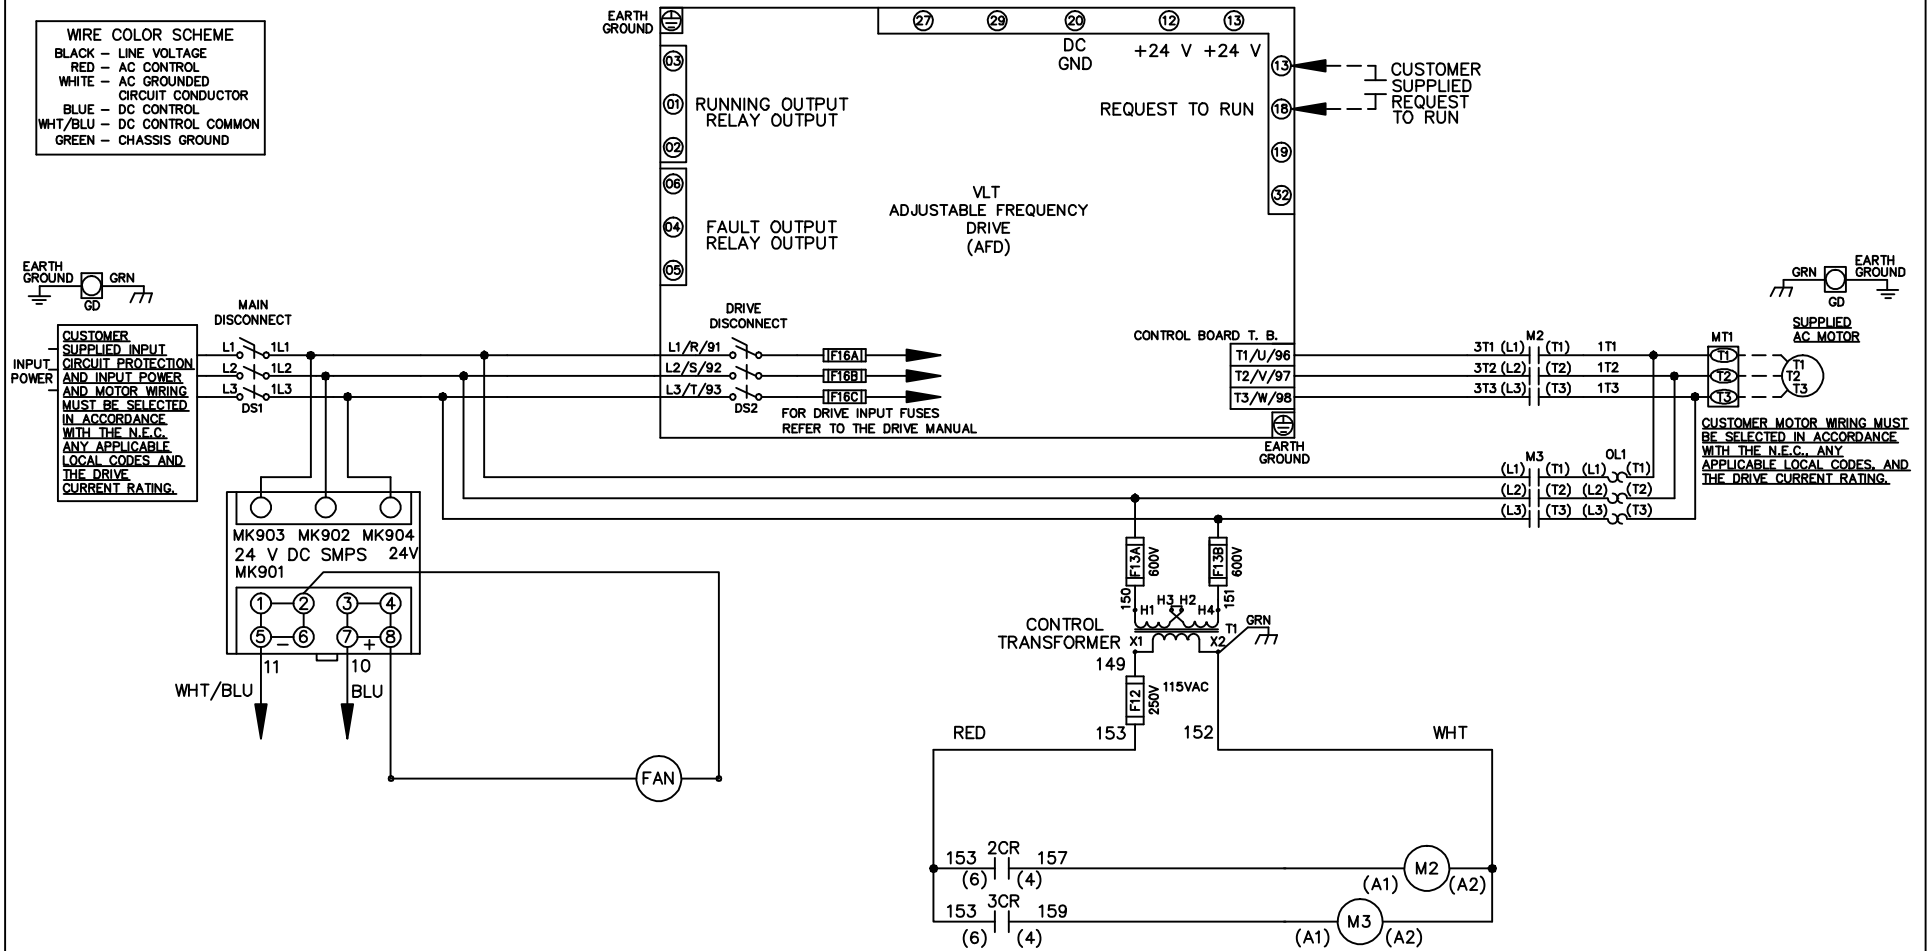 WIRE COLOR SCHEME
BLACK – LINE VOLTAGE
RED – AC CONTROL
WHITE – AC GROUNDED
CIRCUIT CONDUCTOR
BLUE – DC CONTROL
WHT/BLU – DC CONTROL COMMON
GREEN – CHASSIS GROUND
EARTH
GROUND
27
29
20
12
13
DC
GND
+24 V
+24 V
03
01
02
RUNNING OUTPUT
RELAY OUTPUT
06
04
05
FAULT OUTPUT
RELAY OUTPUT
VLT
ADJUSTABLE FREQUENCY
DRIVE
(AFD)
REQUEST TO RUN
13
18
19
32
CUSTOMER
SUPPLIED
REQUEST
TO RUN
EARTH
GROUND
GRN
GD
INPUT
POWER
CUSTOMER
SUPPLIED INPUT
CIRCUIT PROTECTION
AND INPUT POWER
AND MOTOR WIRING
MUST BE SELECTED
IN ACCORDANCE
WITH THE N.E.C.
ANY APPLICABLE
LOCAL CODES AND
THE DRIVE
CURRENT RATING.
MAIN
DISCONNECT
L1
1L1
L2
1L2
L3
1L3
DS1
DRIVE
DISCONNECT
L1/R/91
L2/S/92
L3/T/93
DS2
F16A
F16B
F16C
FOR DRIVE INPUT FUSES
REFER TO THE DRIVE MANUAL
CONTROL BOARD T. B.
T1/U/96
T2/V/97
T3/W/98
EARTH
GROUND
M2
3T1 (L1) (T1) 1T1
3T2 (L2) (T2) 1T2
3T3 (L3) (T3) 1T3
MT1
T1
T2
T3
GRN
GD
EARTH
GROUND
SUPPLIED
AC MOTOR
T1
T2
T3
CUSTOMER MOTOR WIRING MUST
BE SELECTED IN ACCORDANCE
WITH THE N.E.C., ANY
APPLICABLE LOCAL CODES, AND
THE DRIVE CURRENT RATING.
M3
OL1
(L1) (T1) (L1) (T1)
(L2) (T2) (L2) (T2)
(L3) (T3) (L3) (T3)
MK903 MK902 MK904
24 V DC SMPS 24V
MK901
1 2 3 4
5 – 6 7 + 8
11
10
WHT/BLU
BLU
FAN
F13A
600V
F13B
600V
150
151
H1 H3 H2 H4
CONTROL
TRANSFORMER
X1
X2
T1
GRN
149
F12
250V
115VAC
153
152
RED
WHT
153 2CR 157
(6) (4)
M2
(A1) (A2)
153 3CR 159
(6) (4)
M3
(A1) (A2)